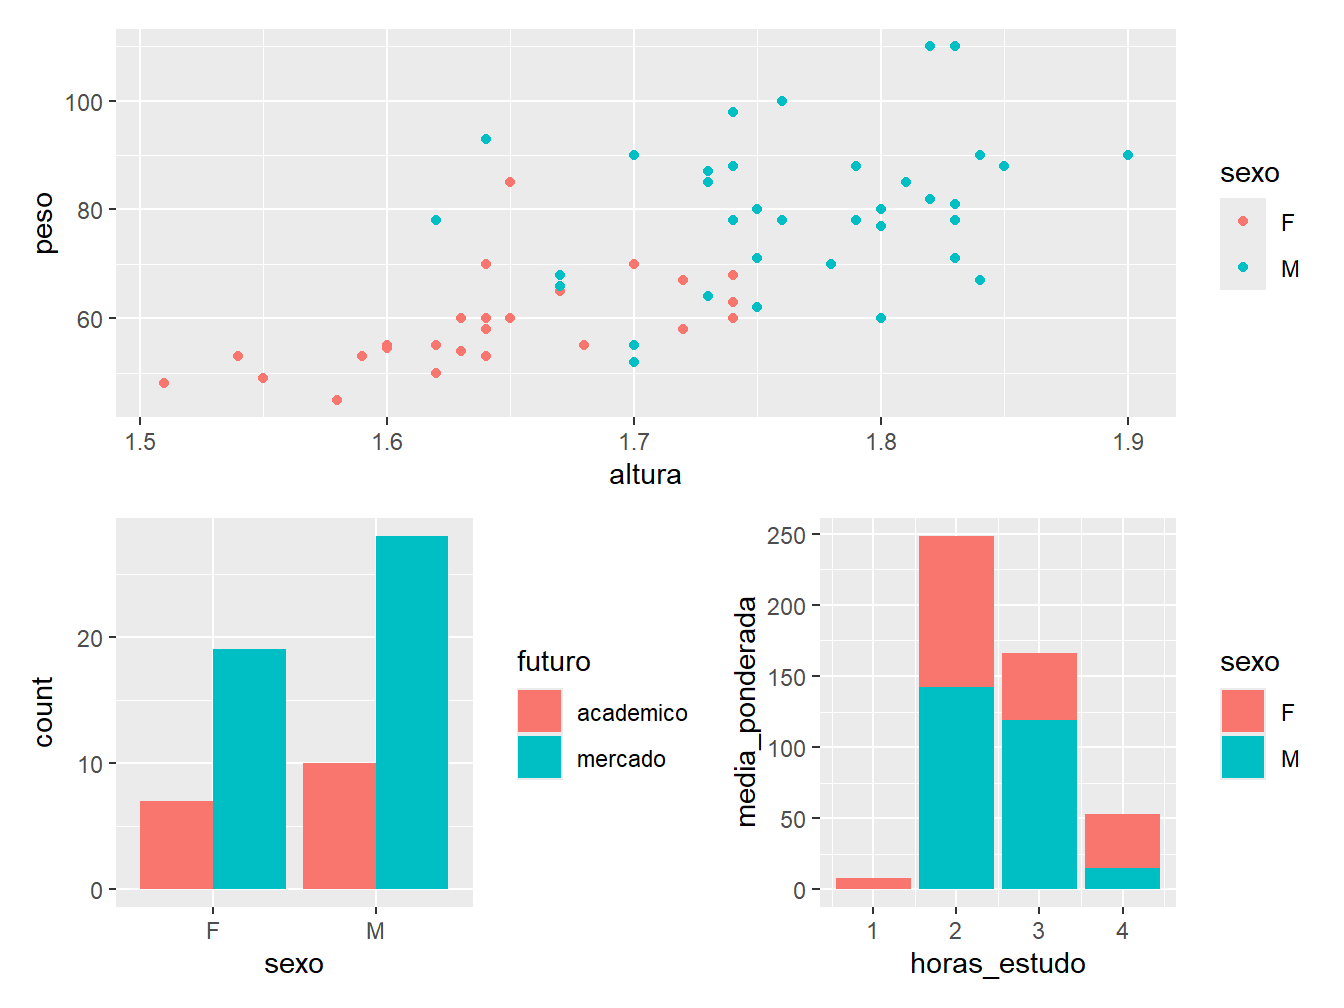 100
80
60
peso
1.5 1.6 1.7 1.8 1.9
altura
sexo
F
M
20
10
0
count
F M
sexo
futuro
academico
mercado
250
200
150
100
50
0
media_ponderada
1 2 3 4
horas_estudo
sexo
F
M